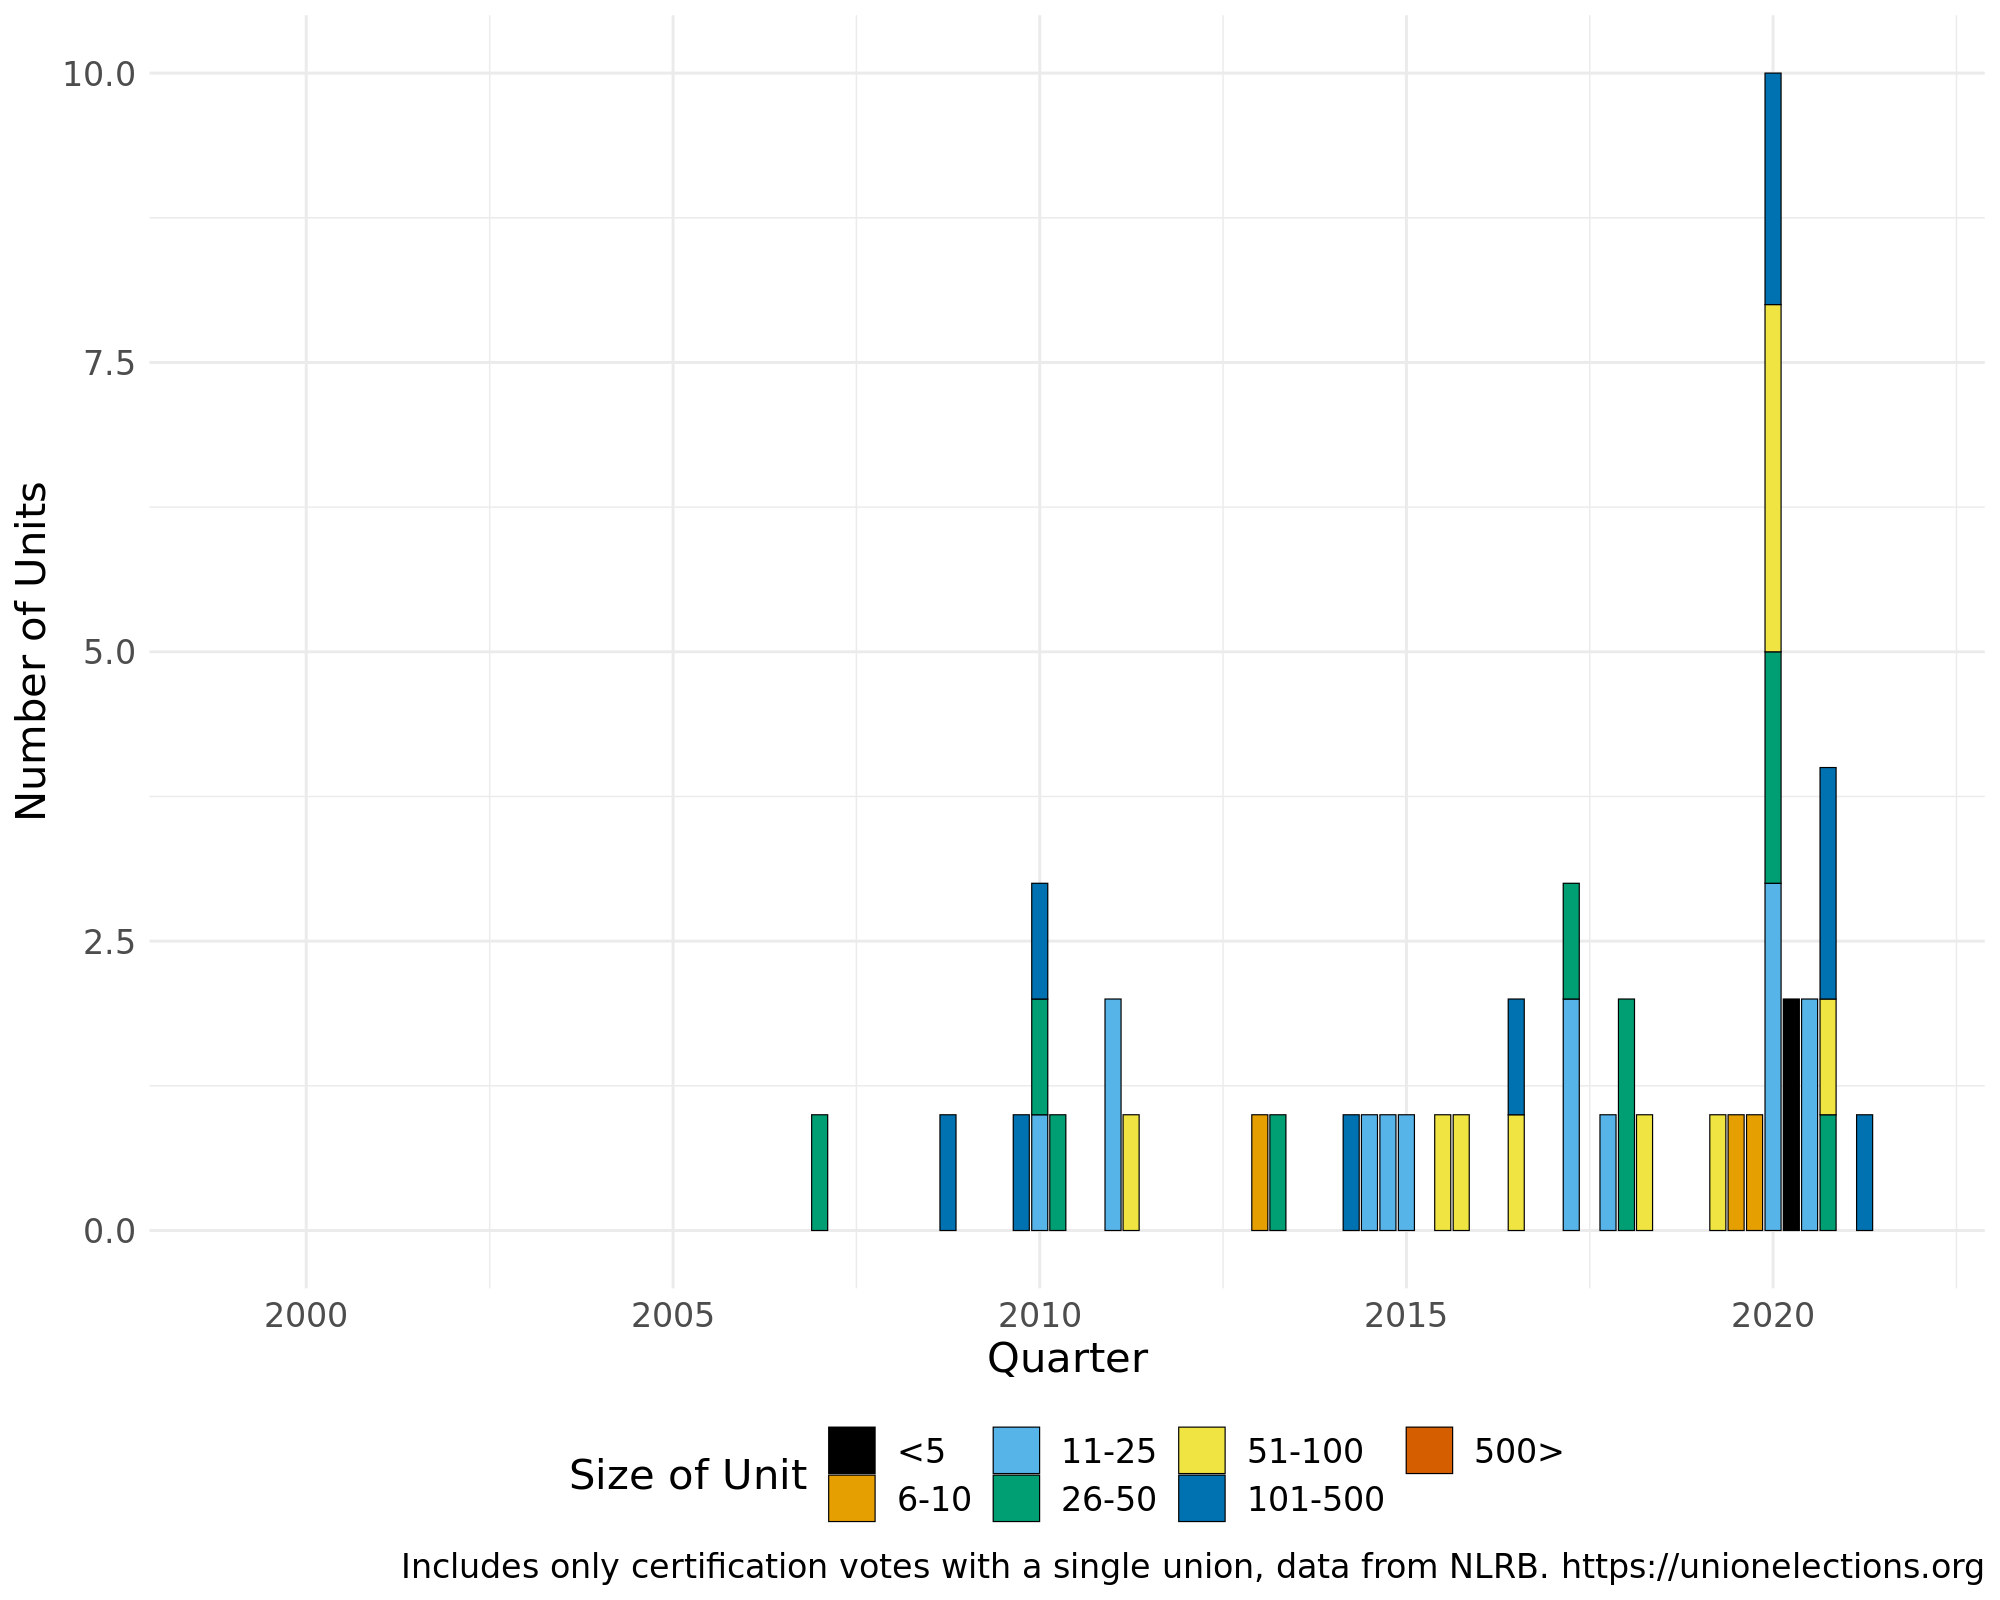 10.0
7.5
5.0
2.5
0.0
Number of Units
2000 2005 2010 2015 2020
Quarter
Size of Unit
<5 11-25 51-100 500>
6-10 26-50 101-500
Includes only certification votes with a single union, data from NLRB. https://unionelections.org